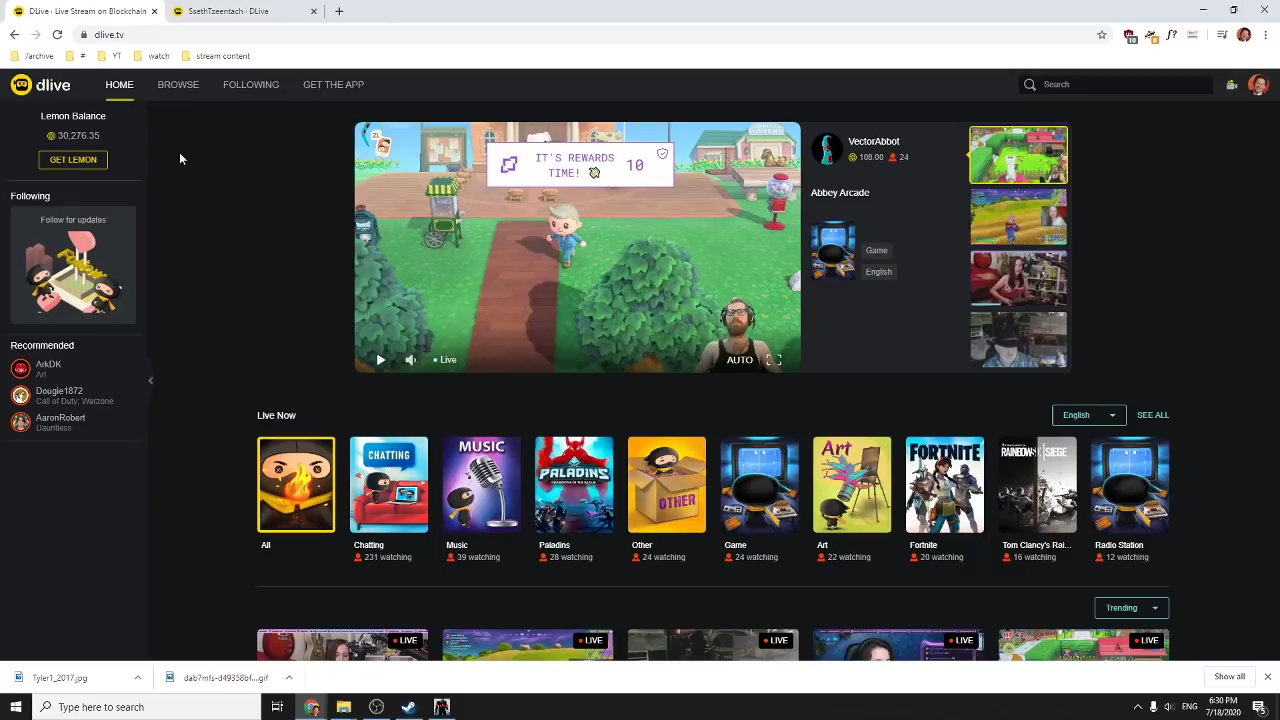 DLive - Live Stream on Blockchain
SsethTzeentach - DLive
dlive.tv
/archive
#
YT
watch
stream content
dlive
HOME
BROWSE
FOLLOWING
GET THE APP
Search
Lemon Balance
30,276.35
GET LEMON
Following
Follow for updates
Recommended
ArkDK
Art
Dougie1872
Call of Duty: Warzone
AaronRobert
Dauntless
IT'S REWARDS
TIME!
10
Live
AUTO
VectorAbbot
108.00 24
Abbey Arcade
Game
English
Live Now
English
SEE ALL
CHATTING
MUSIC
PALADINS
OTHER
Art
FORTNITE
All
Chatting
231 watching
Music
39 watching
Paladins
28 watching
Other
24 watching
Game
24 watching
Art
22 watching
Fortnite
20 watching
Tom Clancy's Rai...
16 watching
Radio Station
12 watching
Trending
LIVE
LIVE
LIVE
LIVE
LIVE
Tyler1_2017.jpg
dab7mfs-d49358bf....gif
Show all
Type here to search
ENG
6:30 PM
7/18/2020
5